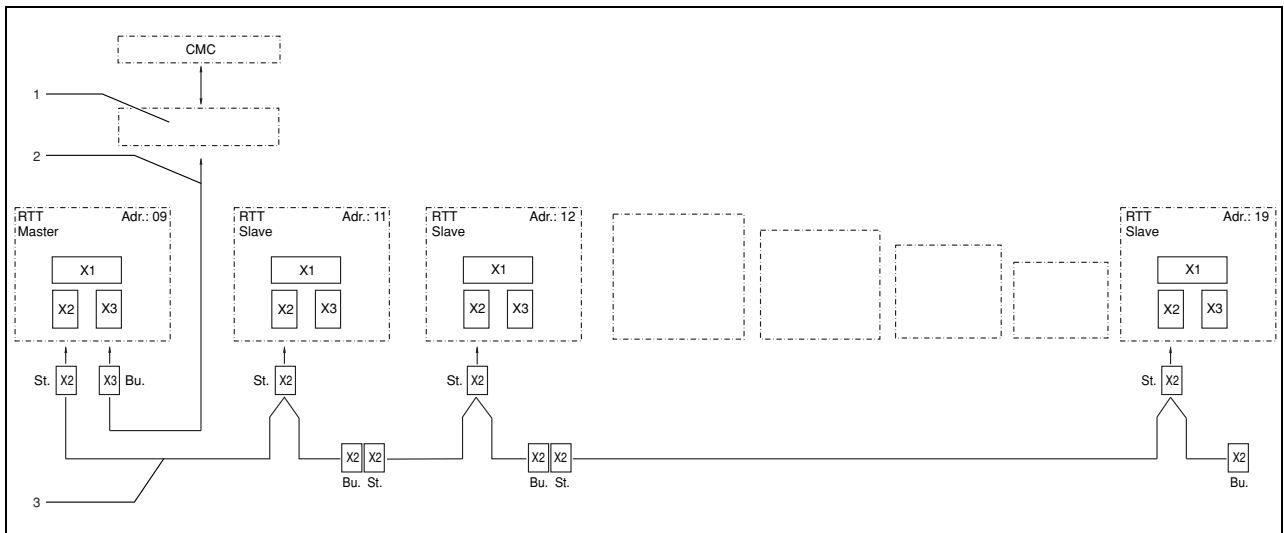 CMC
1
2
RTT Adr.: 09
Master
X1
X2 X3
RTT Adr.: 11
Slave
X1
X2 X3
RTT Adr.: 12
Slave
X1
X2 X3
RTT Adr.: 19
Slave
X1
X2 X3
St. X2 X3 Bu.
St. X2
St. X2
St. X2
X2 X2
Bu. St.
X2 X2
Bu. St.
X2
Bu.
3